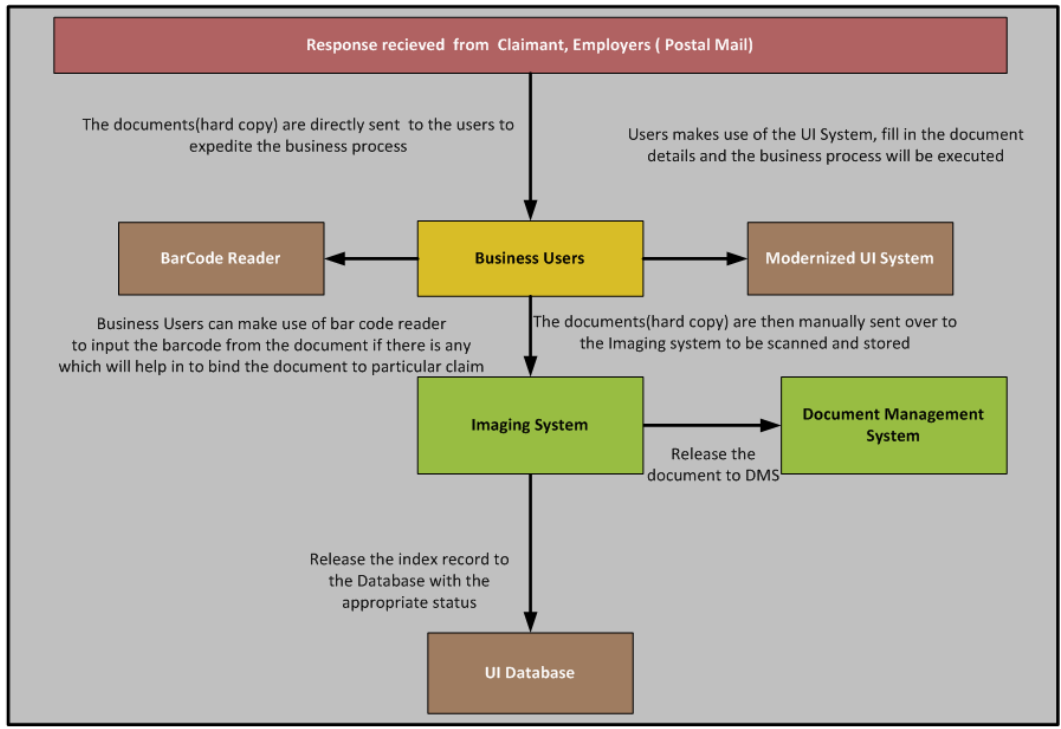 Response recieved from Claimant, Employers ( Postal Mail)
The documents(hard copy) are directly sent to the users to
expedite the business process
Users makes use of the UI System, fill in the document
details and the business process will be executed
BarCode Reader
Business Users
Modernized UI System
Business Users can make use of bar code reader
to input the barcode from the document if there is any
which will help in to bind the document to particular claim
The documents(hard copy) are then manually sent over to
the Imaging system to be scanned and stored
Imaging System
Document Management
System
Release the
document to DMS
Release the index record to
the Database with the
appropriate status
UI Database